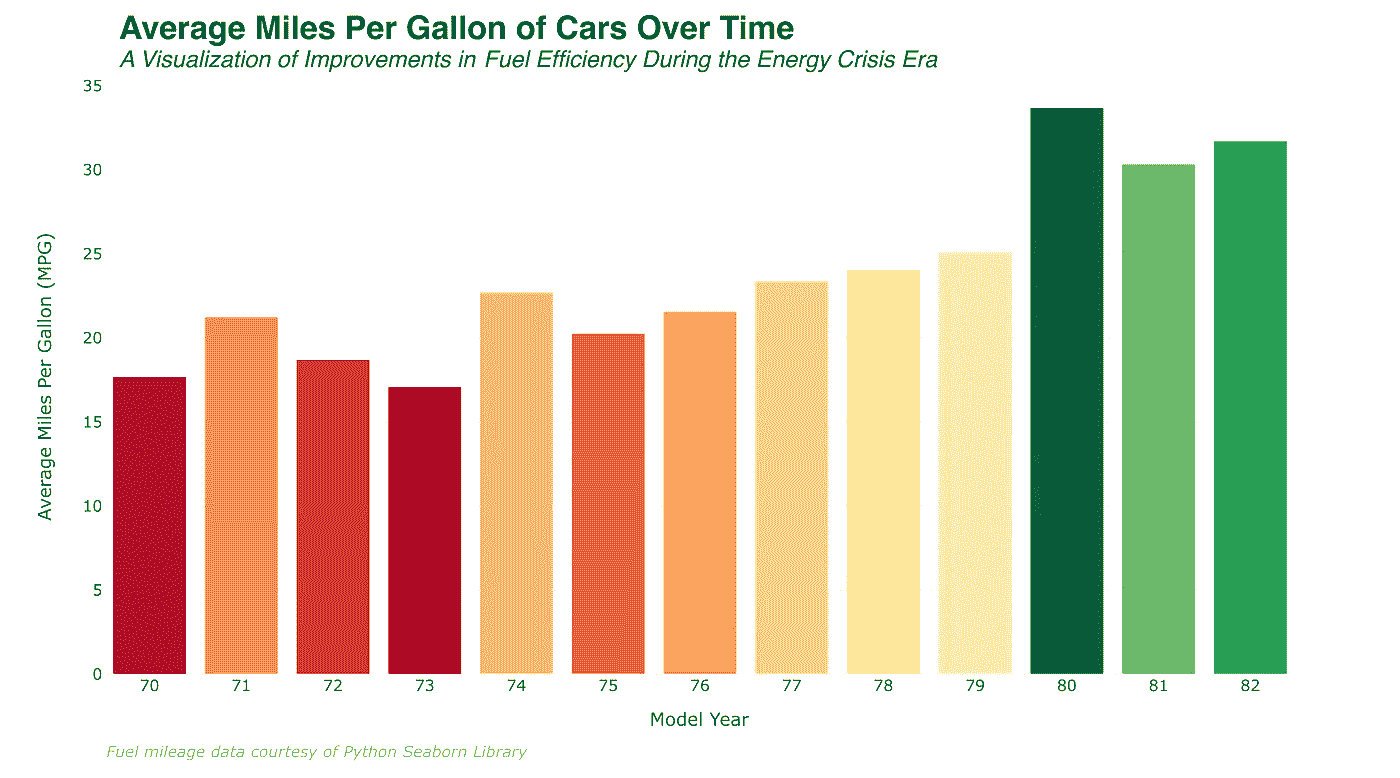 Average Miles Per Gallon of Cars Over Time
A Visualization of Improvements in Fuel Efficiency During the Energy Crisis Era
35
30
25
20
15
10
5
0
Average Miles Per Gallon (MPG)
70 71 72 73 74 75 76 77 78 79 80 81 82
Model Year
Fuel mileage data courtesy of Python Seaborn Library